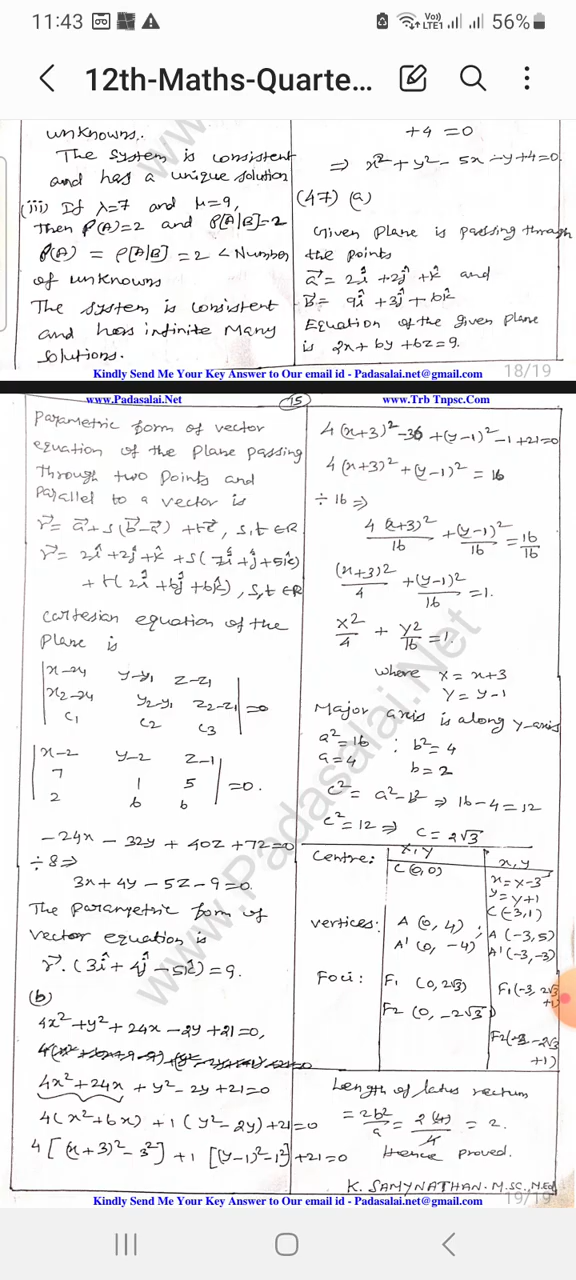 11:43
Vo)
LTE1
56%
12th-Maths-Quarte...
unknowns..
The system is consistent
and has a unique solution
(iii) If λ=7 and μ=9,
Then ρ(A)=2 and ρ[A|B]=2
ρ(A) = ρ[A|B] = 2 < Number
of unknowns
The system is consistent
and has infinite many
solutions.
+4 =0
⇒ x²+y²- 5x -y+4=0.
(47) (a)
Given plane is passing through
the points
a⃗ = 2î +2ĵ +k̂ and
b⃗ = 9î +3ĵ +6k̂
Equation of the given plane
is 2x+ 6y +6z=9.
Kindly Send Me Your Key Answer to Our email id - Padasalai.net@gmail.com
18/19
www.Padasalai.Net
15
www.Trb Tnpsc.Com
Parametric form of vector
equation of the plane passing
through two points and
parallel to a vector is
r⃗ = a⃗ +s(b⃗-a⃗) +tc⃗, s,t ∈R
r⃗ = 2î+2ĵ+k̂ +s(7î+ĵ+5k̂)
+ t(2î+6ĵ+6k̂), s,t ∈R
cartesian equation of the
plane is
|x-x1 y-y1 z-z1|
|x2-x1 y2-y1 z2-z1|=0
|c1 c2 c3|
|x-2 y-2 z-1|
|7 1 5|=0.
|2 6 6|
-24x - 32y + 40z +72=0
÷8⇒
3x+4y-5z-9=0.
The parametric form of
vector equation is
r⃗.(3î+4ĵ-5k̂)=9.
(b)
4x²+y²+24x-2y+21=0,
4x²+24x + y²-2y+21=0
4(x²+6x) +1(y²-2y)+21=0
4[(x+3)²-3²] +1 [(y-1)²-1²]+21=0
4(x+3)²-36+(y-1)²-1+21=0
4(x+3)²+(y-1)² = 16
÷16⇒
4(x+3)²/16 + (y-1)²/16 = 16/16
(x+3)²/4 + (y-1)²/16 =1.
X²/4 + Y²/16 =1.
where X = x+3
Y = y-1
Major axis is along y-axis
a²=16 ; b²=4
a=4 b=2
c²= a²-b² ⇒ 16-4=12
c²=12 ⇒ c=2√3
X,Y x,y
Centre: C(0,0) x=X-3
y=Y+1
C(-3,1)
vertices: A(0,4) ; A(-3,5)
A'(0,-4) A'(-3,-3)
Foci: F1 (0,2√3) F1(-3, 2√3
+1)
F2 (0,-2√3) F2(-3 -2√3
+1)
Length of latus rectum
= 2b²/a = 2(4)/4 = 2.
Hence proved.
K. SAMYNATHAN. M.SC., M.Ed
Kindly Send Me Your Key Answer to Our email id - Padasalai.net@gmail.com
19/19
www.Padasalai.Net